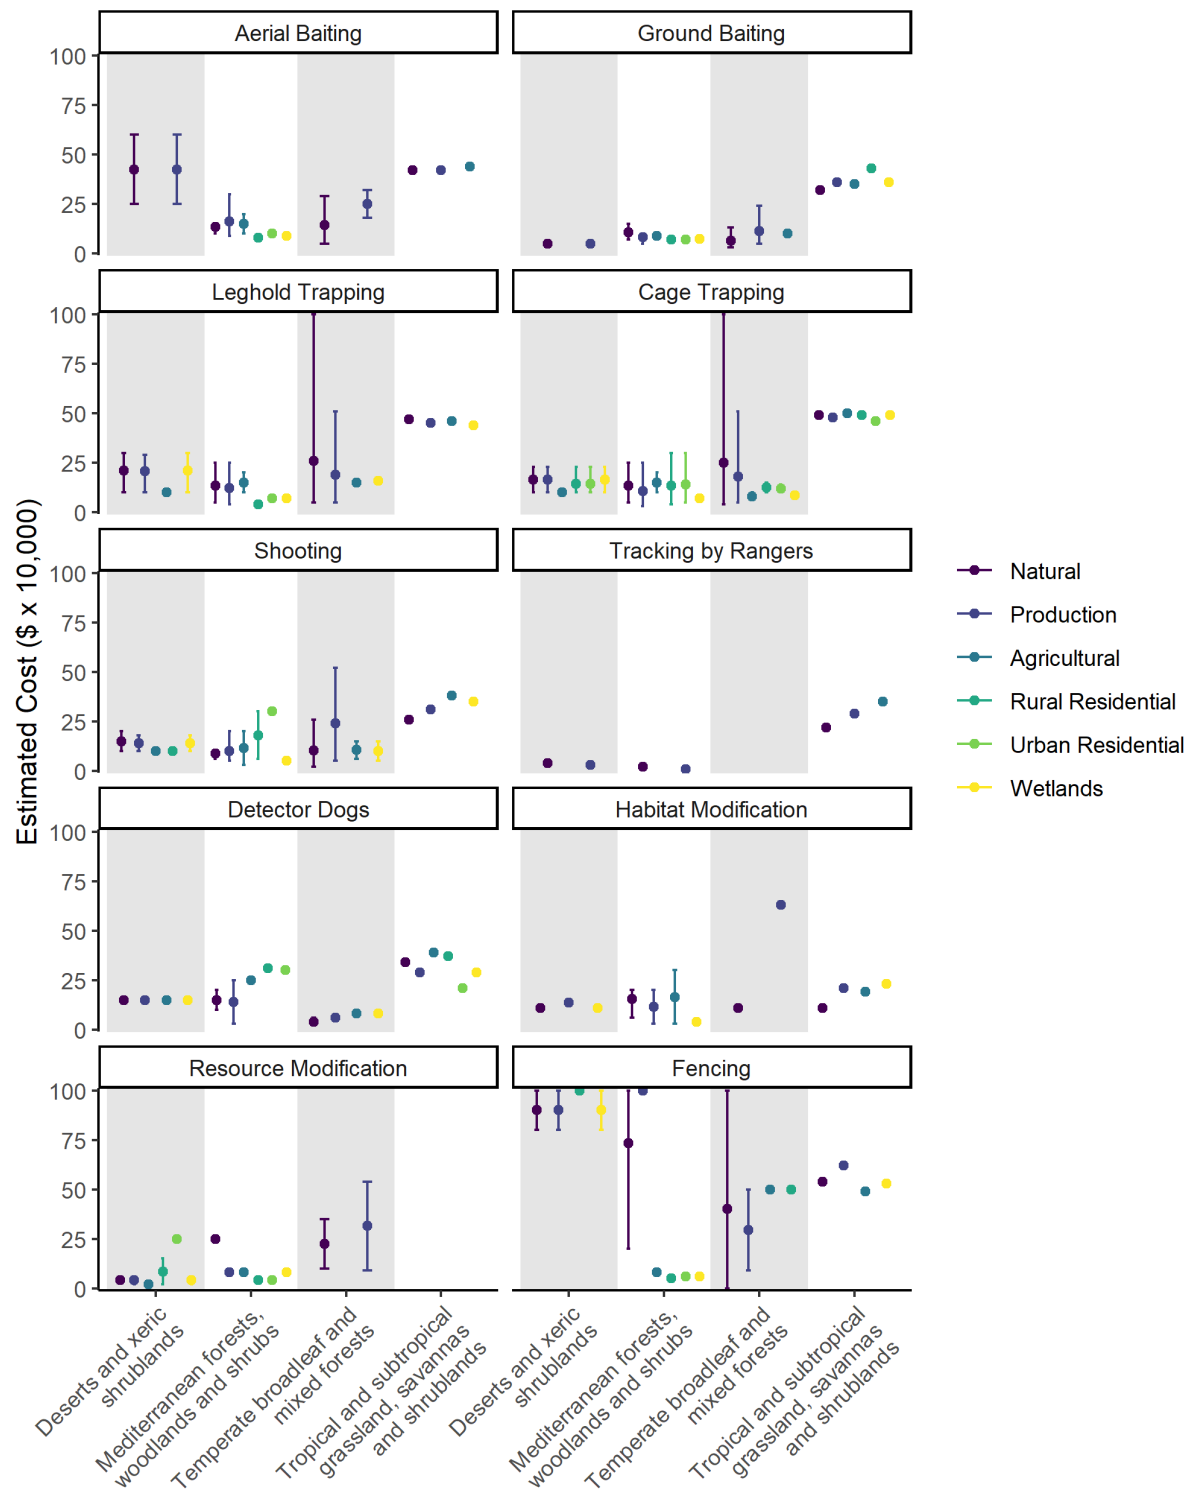 Aerial Baiting
Ground Baiting
100
75
50
25
0
Leghold Trapping
Cage Trapping
100
75
50
25
0
Shooting
Tracking by Rangers
100
75
50
25
0
Detector Dogs
Habitat Modification
100
75
50
25
0
Resource Modification
Fencing
100
75
50
25
0
Estimated Cost ($ x 10,000)
Deserts and xeric
shrublands
Mediterranean forests,
woodlands and shrubs
Temperate broadleaf and
mixed forests
Tropical and subtropical
grassland, savannas
and shrublands
Deserts and xeric
shrublands
Mediterranean forests,
woodlands and shrubs
Temperate broadleaf and
mixed forests
Tropical and subtropical
grassland, savannas
and shrublands
Natural
Production
Agricultural
Rural Residential
Urban Residential
Wetlands